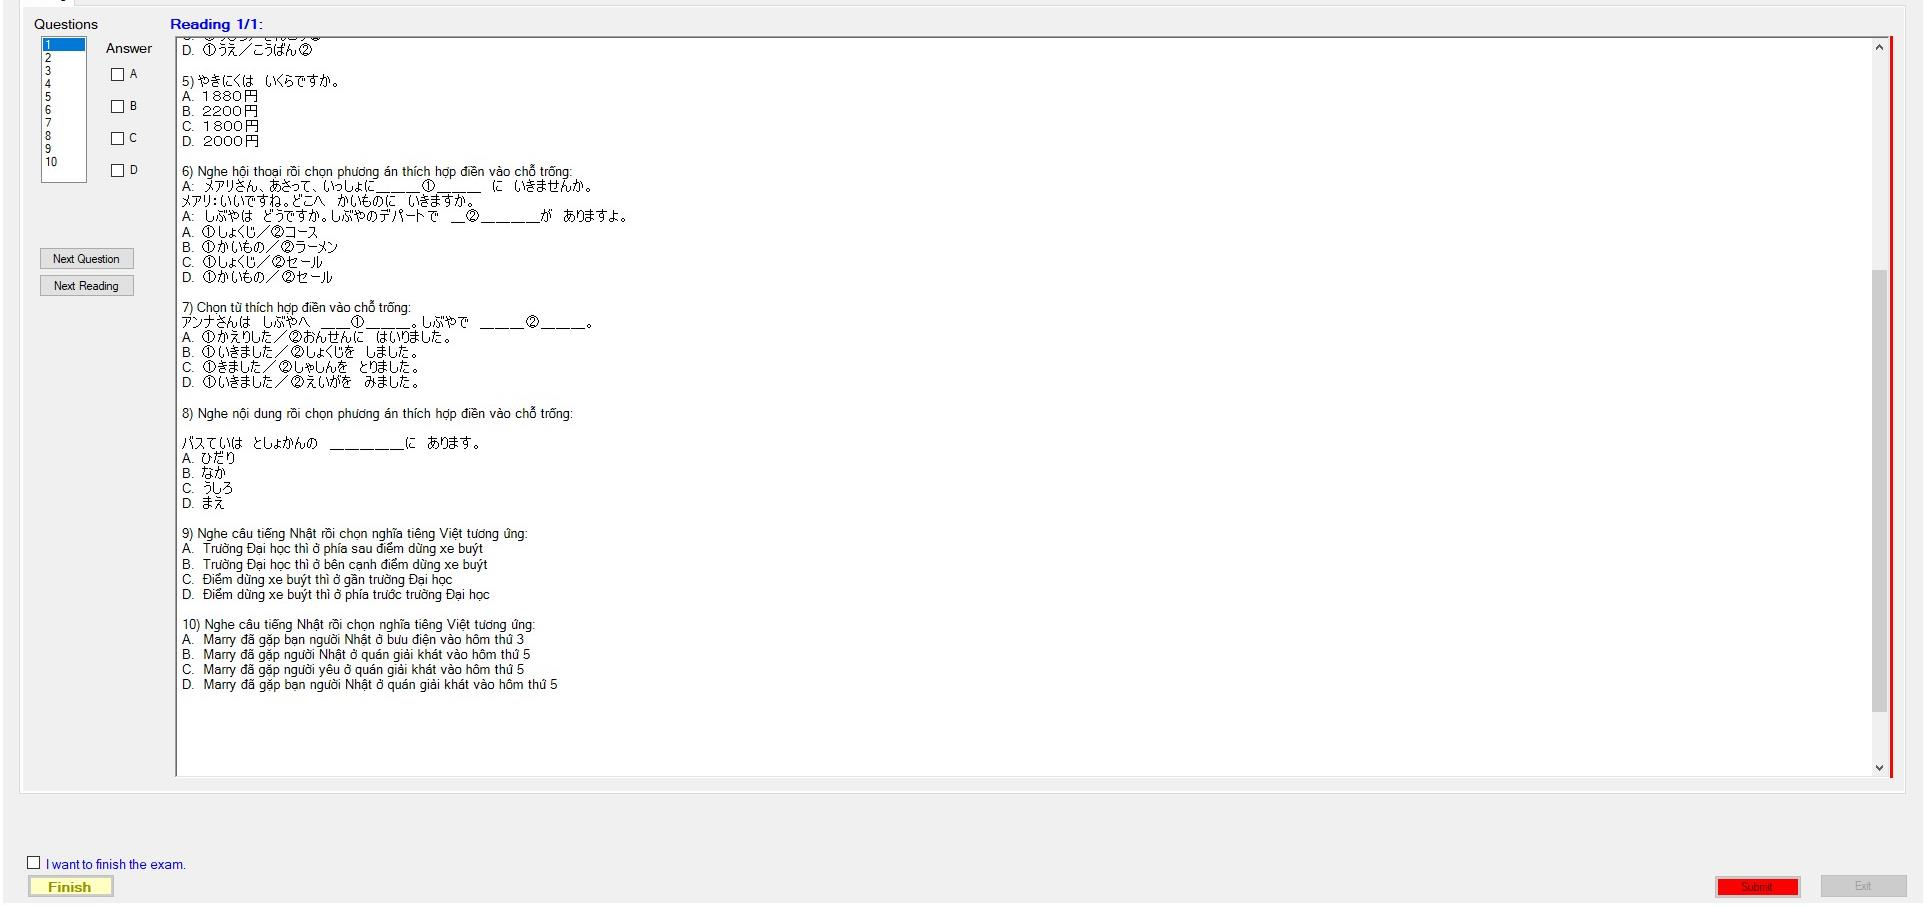 Questions
Reading 1/1:
1
2
3
4
5
6
7
8
9
10
Answer
A
B
C
D
Next Question
Next Reading
D. ①うえ／こうばん②
5) やきにくは　いくらですか。
A. １８８０円
B. ２２００円
C. １８００円
D. ２０００円
6) Nghe hội thoại rồi chọn phương án thích hợp điền vào chỗ trống:
A: メアリさん、あさって、いっしょに______①______　に　いきませんか。
メアリ：いいですね。どこへ　かいものに　いきますか。
A: しぶやは　どうですか。しぶやのデパートで　__②________が　ありますよ。
A. ①しょくじ／②コース
B. ①かいもの／②ラーメン
C. ①しょくじ／②セール
D. ①かいもの／②セール
7) Chọn từ thích hợp điền vào chỗ trống:
アンナさんは　しぶやへ　____①______。しぶやで　______②______。
A. ①かえりした／②おんせんに　はいりました。
B. ①いきました／②しょくじを　しました。
C. ①きました／②しゃしんを　とりました。
D. ①いきました／②えいがを　みました。
8) Nghe nội dung rồi chọn phương án thích hợp điền vào chỗ trống:
バスていは　としょかんの　__________に　あります。
A. ひだり
B. なか
C. うしろ
D. まえ
9) Nghe câu tiếng Nhật rồi chọn nghĩa tiêng Việt tương ứng:
A. Trường Đại học thì ở phía sau điểm dừng xe buýt
B. Trường Đại học thì ở bên cạnh điểm dừng xe buýt
C. Điểm dừng xe buýt thì ở gần trường Đại học
D. Điểm dừng xe buýt thì ở phía trước trường Đại học
10) Nghe câu tiếng Nhật rồi chọn nghĩa tiêng Việt tương ứng:
A. Marry đã gặp bạn người Nhật ở bưu điện vào hôm thứ 3
B. Marry đã gặp người Nhật ở quán giải khát vào hôm thứ 5
C. Marry đã gặp người yêu ở quán giải khát vào hôm thứ 5
D. Marry đã gặp bạn người Nhật ở quán giải khát vào hôm thứ 5
I want to finish the exam.
Finish
Submit
Exit